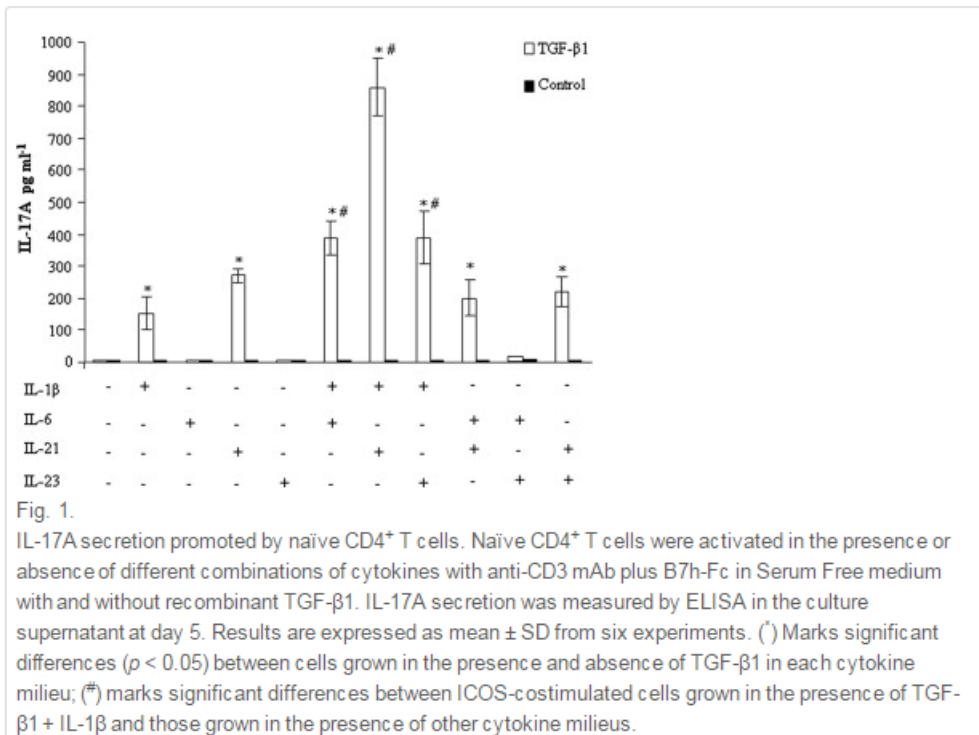 1000
900
800
700
600
500
400
300
200
100
0
IL-17A pg ml⁻¹
□ TGF-β1
■ Control
* * *# *# *# * *
IL-1β - + - - - + + + - - -
IL-6 - - + - - + - - + + -
IL-21 - - - + - - + - + - +
IL-23 - - - - + - - + - + +
Fig. 1.
IL-17A secretion promoted by naïve CD4⁺ T cells. Naïve CD4⁺ T cells were activated in the presence or
absence of different combinations of cytokines with anti-CD3 mAb plus B7h-Fc in Serum Free medium
with and without recombinant TGF-β1. IL-17A secretion was measured by ELISA in the culture
supernatant at day 5. Results are expressed as mean ± SD from six experiments. (*) Marks significant
differences (p < 0.05) between cells grown in the presence and absence of TGF-β1 in each cytokine
milieu; (#) marks significant differences between ICOS-costimulated cells grown in the presence of TGF-
β1 + IL-1β and those grown in the presence of other cytokine milieus.